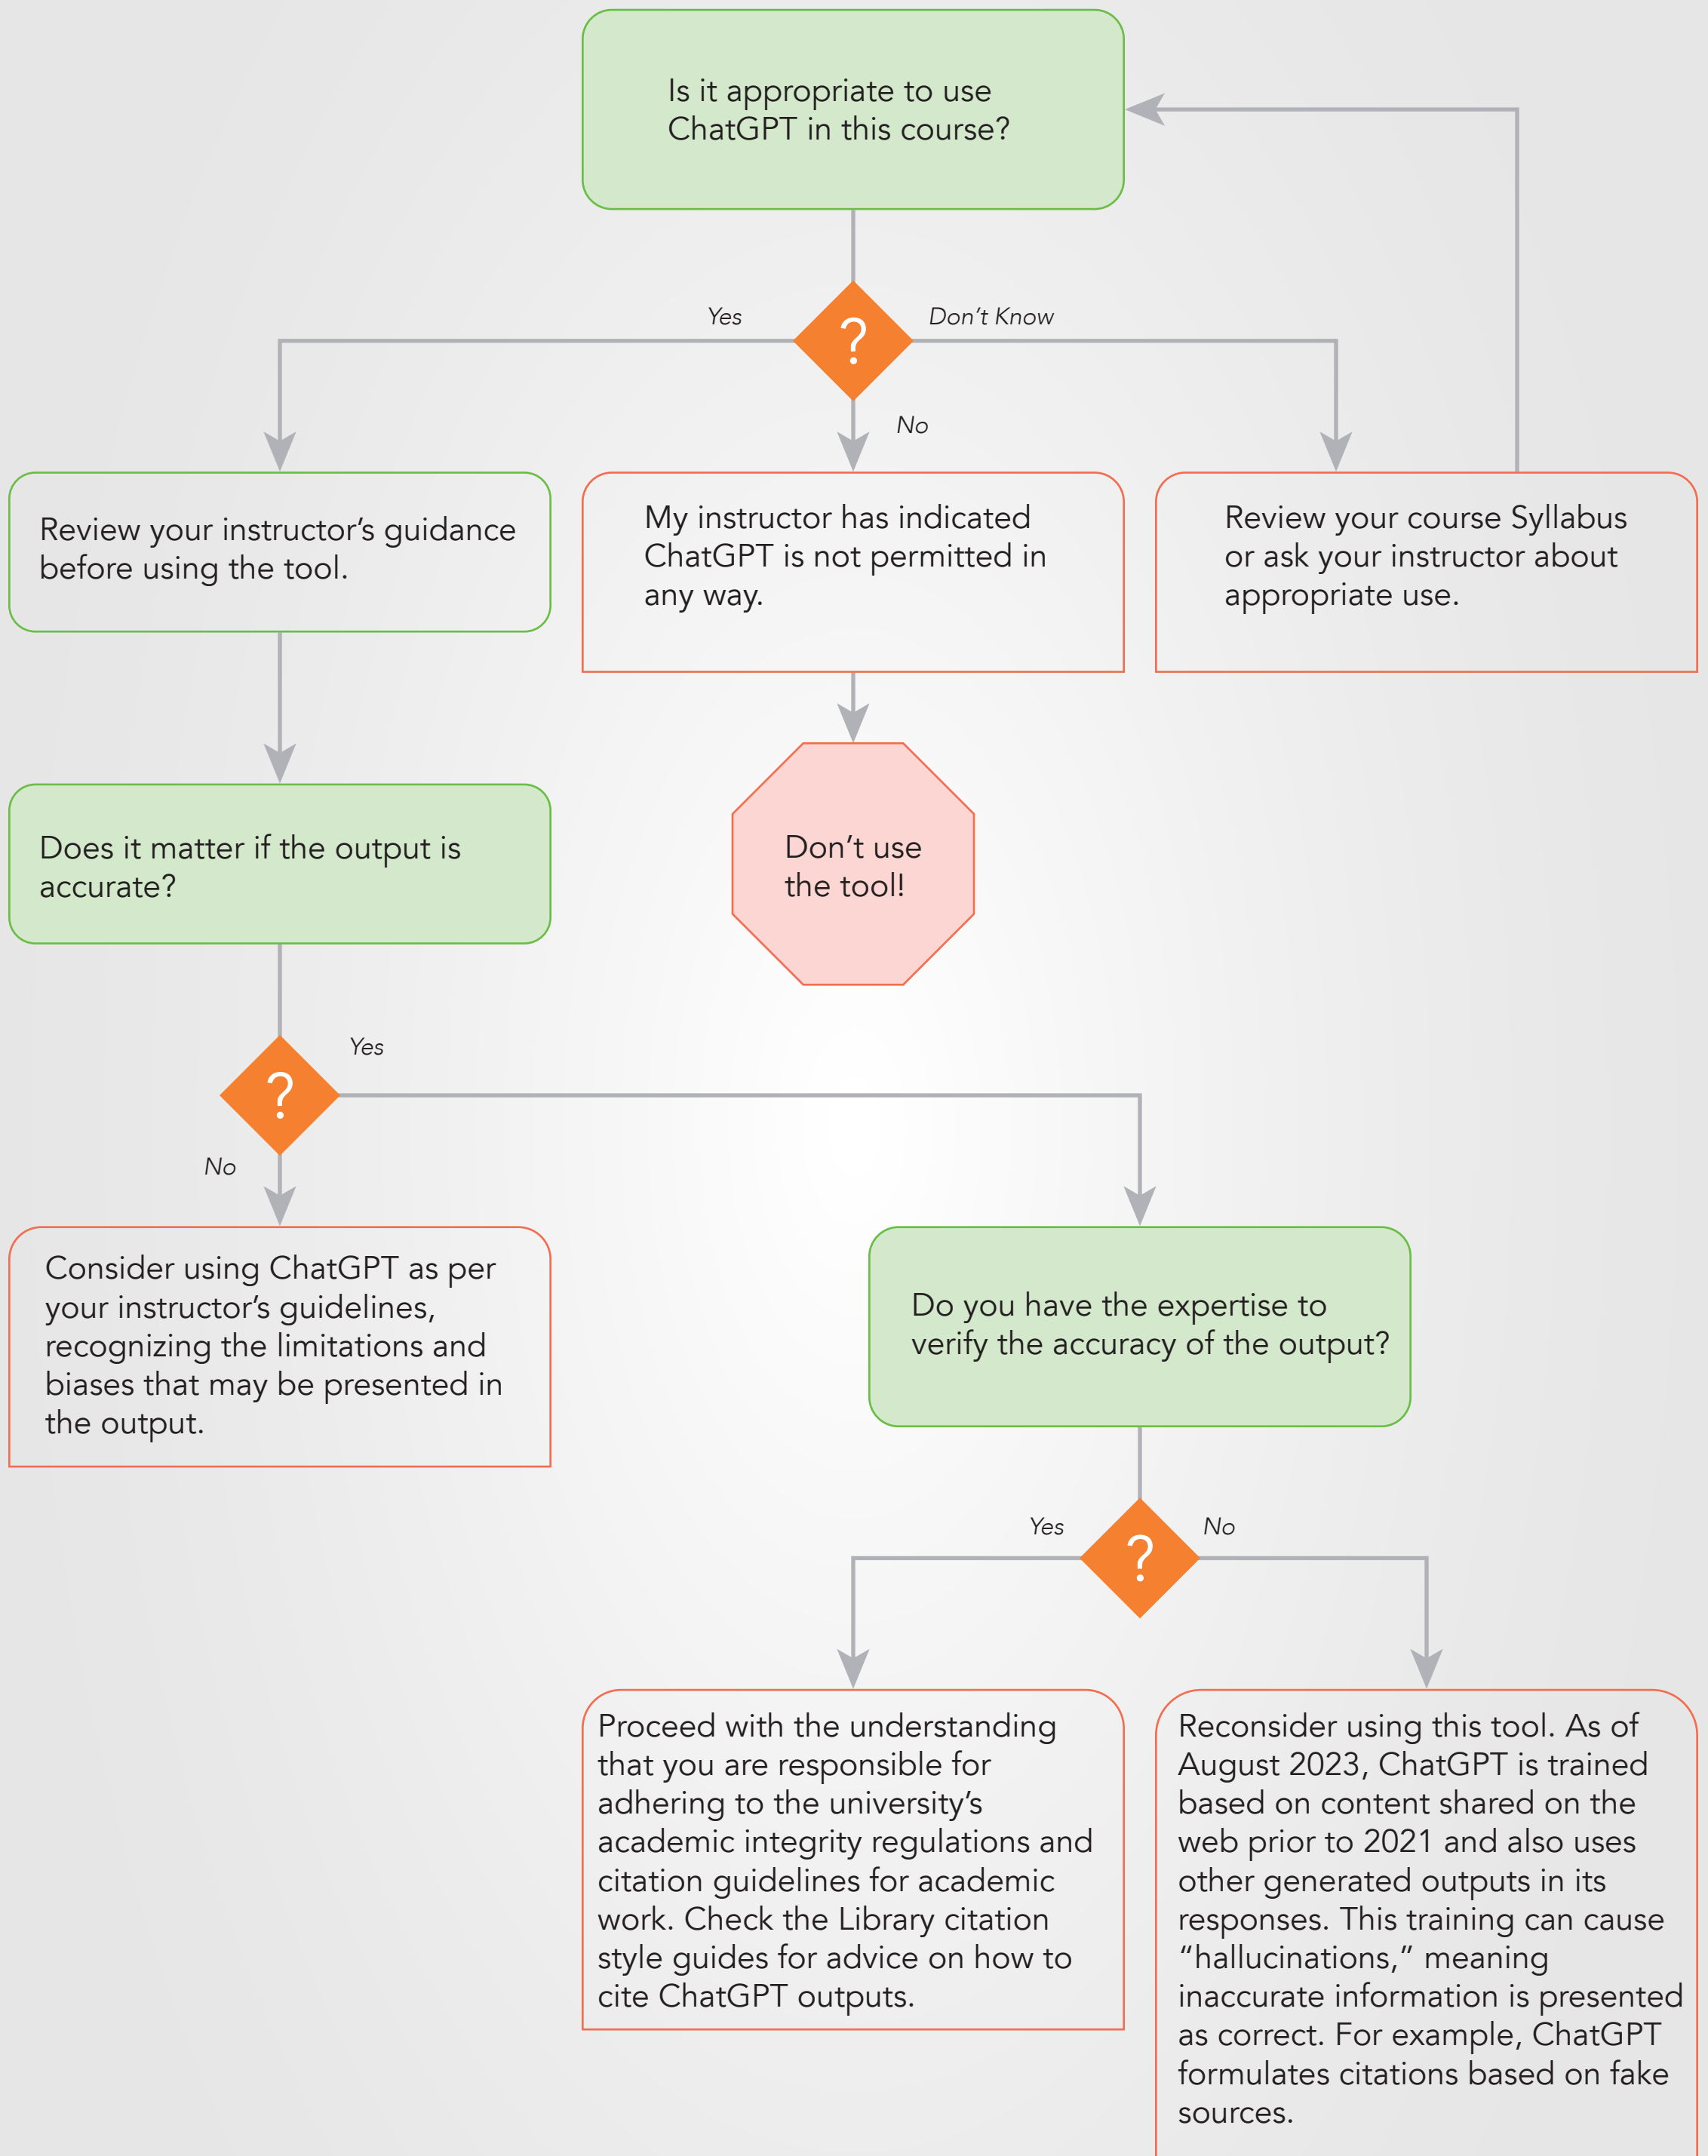 Is it appropriate to use
ChatGPT in this course?
Yes
?
Don’t Know
No
Review your instructor’s guidance
before using the tool.
My instructor has indicated
ChatGPT is not permitted in
any way.
Review your course Syllabus
or ask your instructor about
appropriate use.
Does it matter if the output is
accurate?
Don’t use
the tool!
Yes
?
No
Consider using ChatGPT as per
your instructor’s guidelines,
recognizing the limitations and
biases that may be presented in
the output.
Do you have the expertise to
verify the accuracy of the output?
Yes
?
No
Proceed with the understanding
that you are responsible for
adhering to the university’s
academic integrity regulations and
citation guidelines for academic
work. Check the Library citation
style guides for advice on how to
cite ChatGPT outputs.
Reconsider using this tool. As of
August 2023, ChatGPT is trained
based on content shared on the
web prior to 2021 and also uses
other generated outputs in its
responses. This training can cause
“hallucinations,” meaning
inaccurate information is presented
as correct. For example, ChatGPT
formulates citations based on fake
sources.